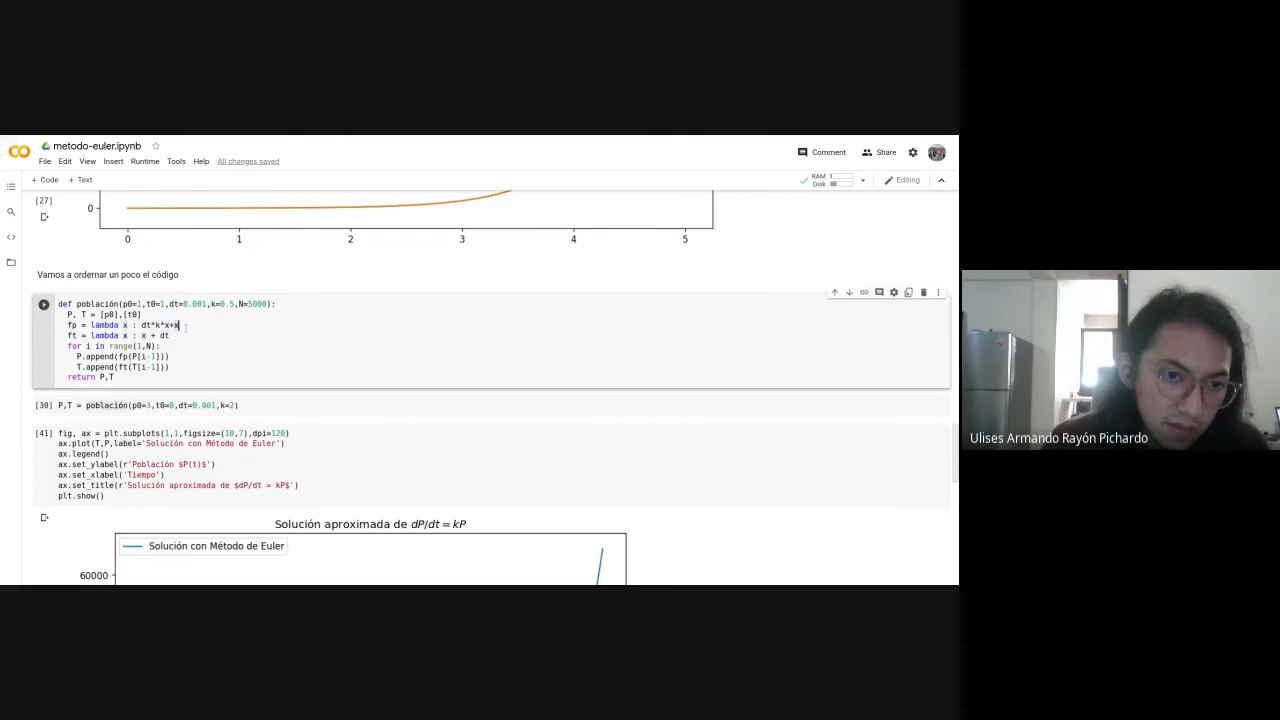 metodo-euler.ipynb
File Edit View Insert Runtime Tools Help All changes saved
Comment Share
+ Code + Text
RAM
Disk
Editing
[27]
0
0 1 2 3 4 5
Vamos a ordernar un poco el código
def población(p0=1,t0=1,dt=0.001,k=0.5,N=5000):
P, T = [p0],[t0]
fp = lambda x : dt*k*x+x
ft = lambda x : x + dt
for i in range(1,N):
P.append(fp(P[i-1]))
T.append(ft(T[i-1]))
return P,T
[30] P,T = población(p0=3,t0=0,dt=0.001,k=2)
[41] fig, ax = plt.subplots(1,1,figsize=(10,7),dpi=120)
ax.plot(T,P,label='Solución con Método de Euler')
ax.legend()
ax.set_ylabel(r'Población $P(t)$')
ax.set_xlabel('Tiempo')
ax.set_title(r'Solución aproximada de $dP/dt = kP$')
plt.show()
Solución aproximada de dP/dt = kP
Solución con Método de Euler
60000
Ulises Armando Rayón Pichardo